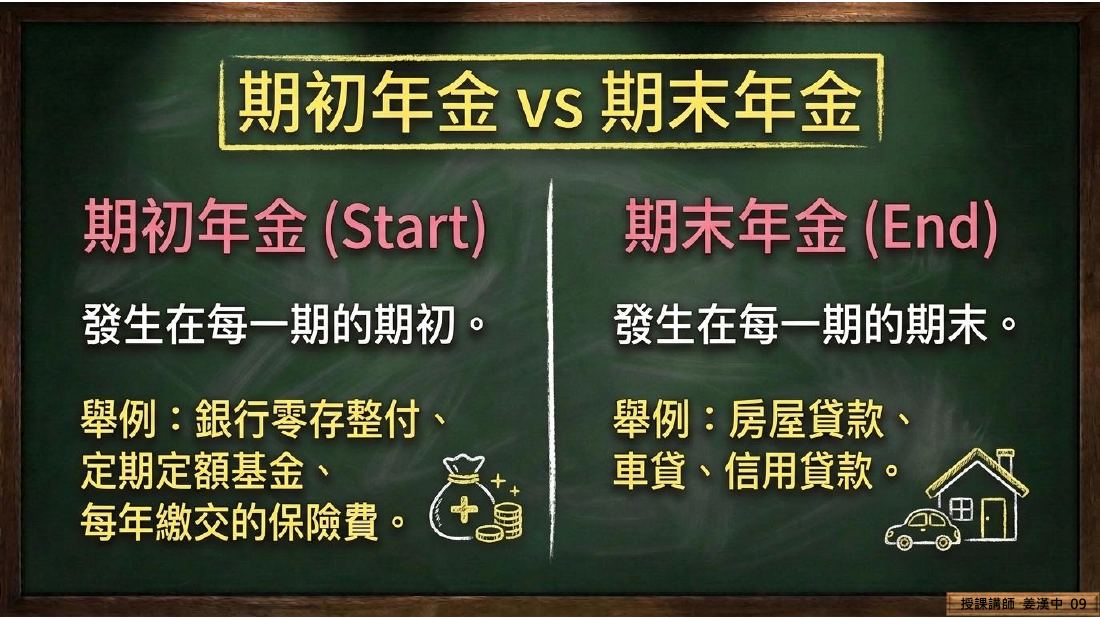 期初年金 vs 期末年金
期初年金 (Start)
發生在每一期的期初。
舉例：銀行零存整付、
定期定額基金、
每年繳交的保險費。
期末年金 (End)
發生在每一期的期末。
舉例：房屋貸款、
車貸、信用貸款。
授課講師 姜漢中 09